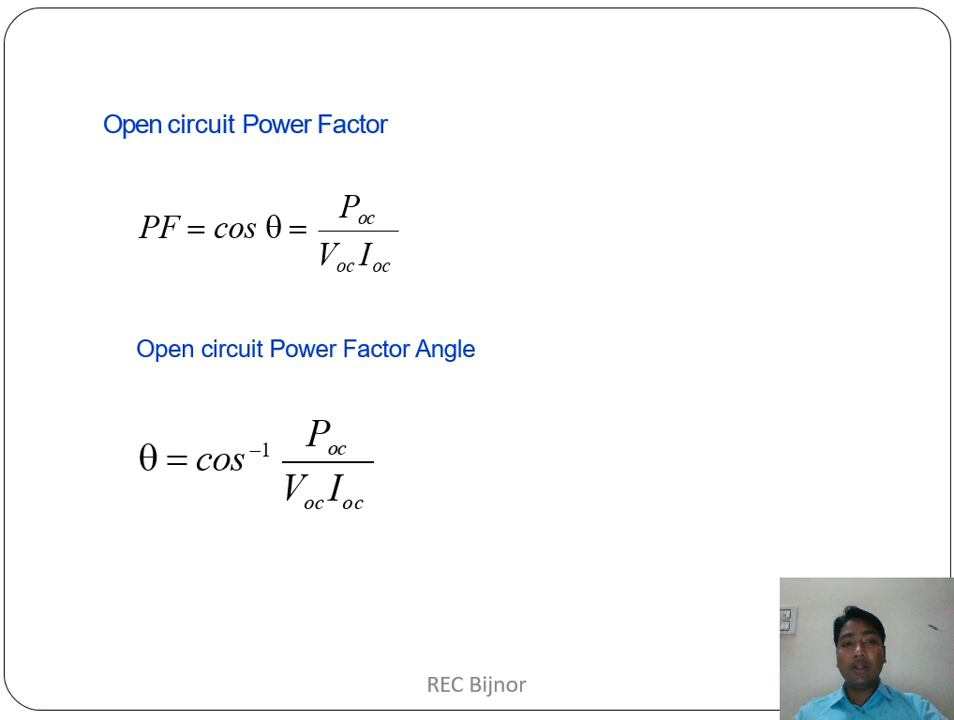 Open circuit Power Factor
PF = cos θ = P_oc / V_oc I_oc
Open circuit Power Factor Angle
θ = cos⁻¹ P_oc / V_oc I_oc
REC Bijnor